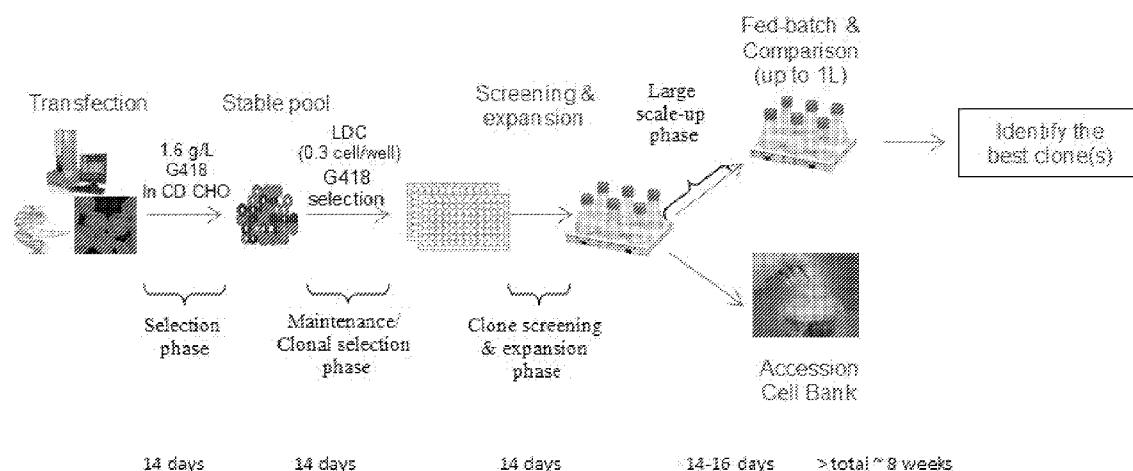 Transfection
1.6 g/L
G418
In CD CHO
Stable pool
LDC
(0.3 cell/well)
G418
selection
Screening &
expansion
Large
scale-up
phase
Fed-batch &
Comparison
(up to 1L)
Identify the
best clone(s)
Selection
phase
Maintenance/
Clonal selection
phase
Clone screening
& expansion
phase
Accession
Cell Bank
14 days
14 days
14 days
14-16 days
> total ~ 8 weeks